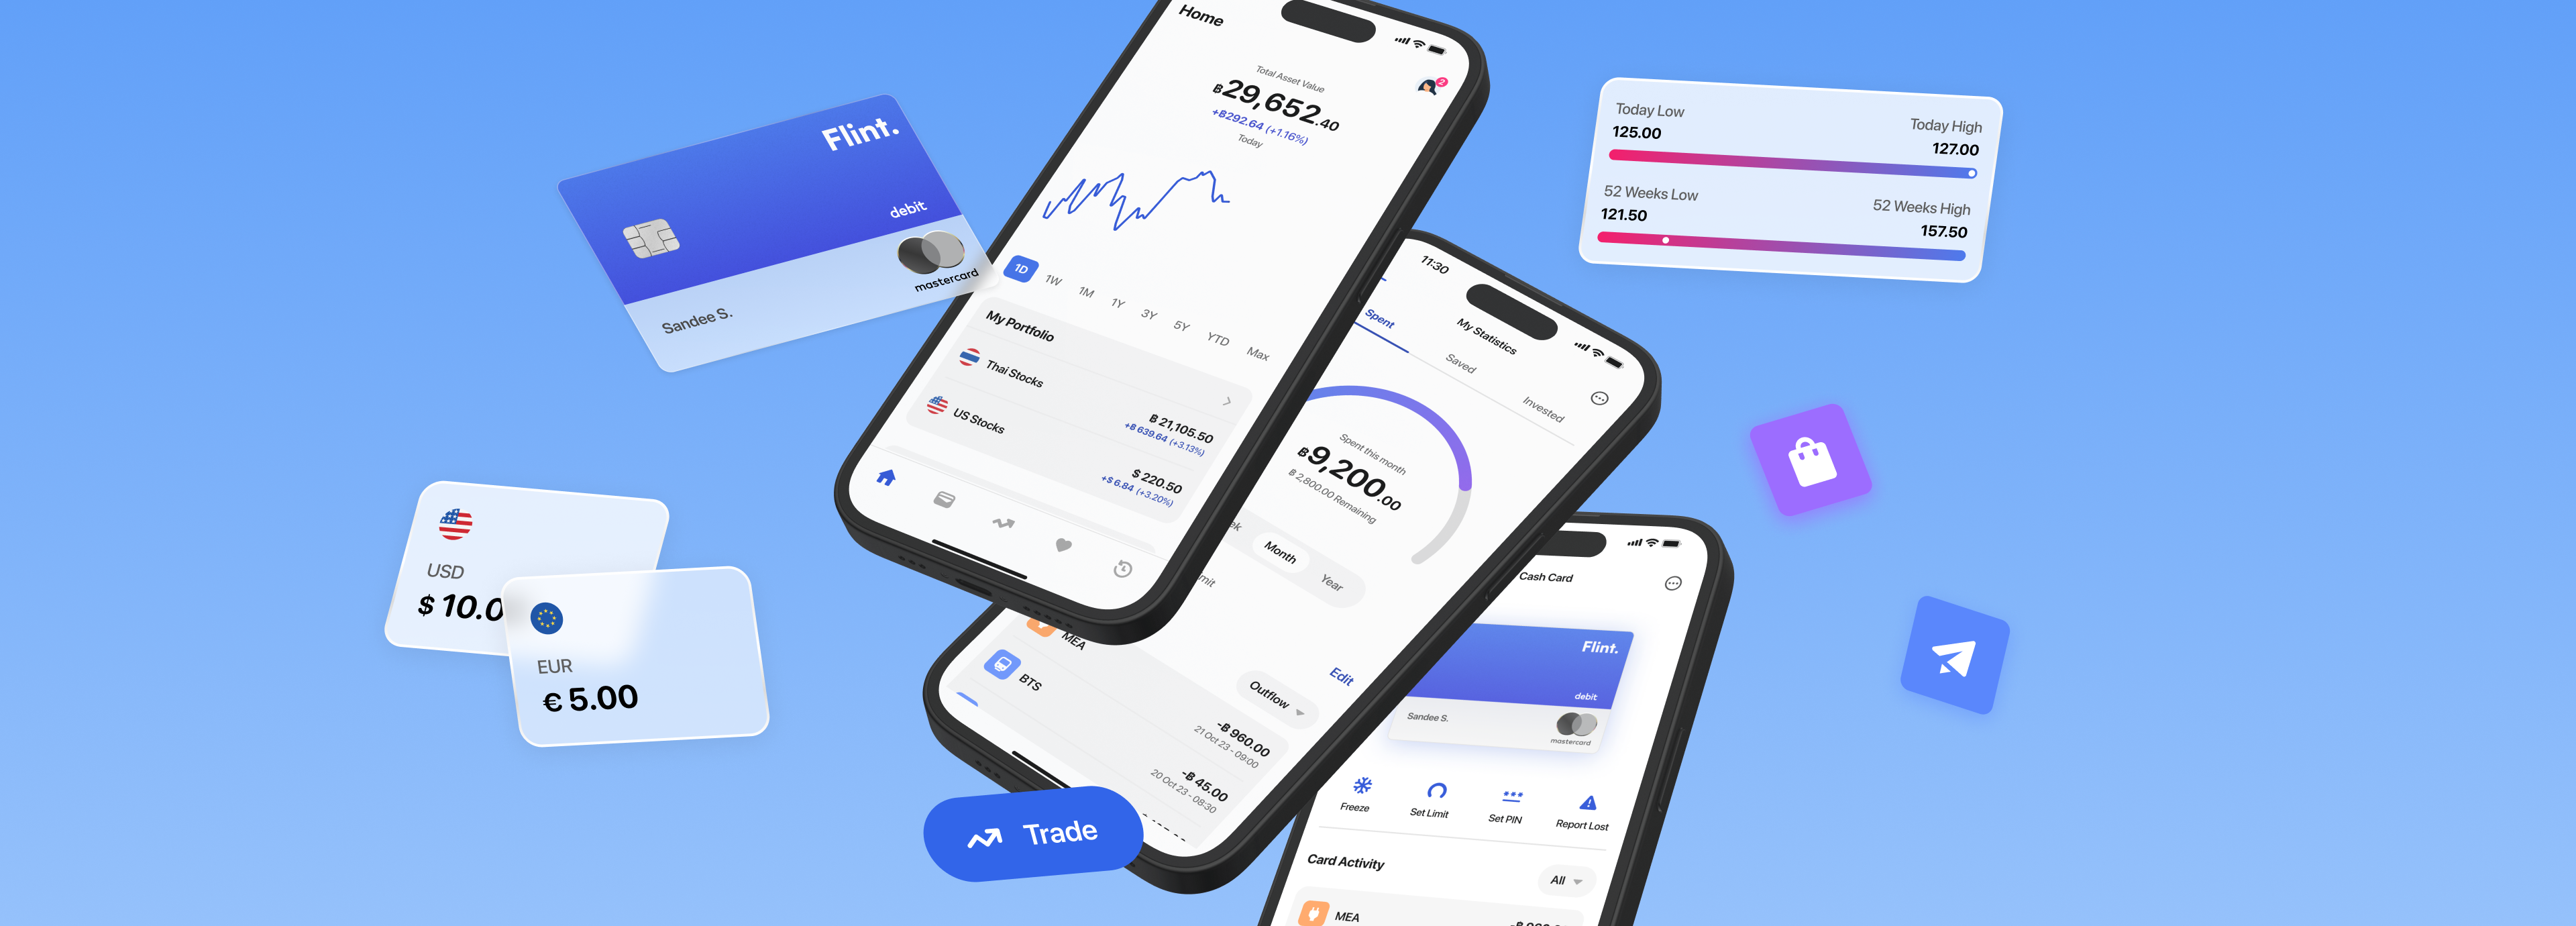 Flint.
debit
mastercard
Sandee S.
USD
$ 10.0
EUR
€ 5.00
Home
2
Total Asset Value
฿29,652.40
+฿292.64 (+1.16%)
Today
1D 1W 1M 1Y 3Y 5Y YTD Max
My Portfolio
Thai Stocks
฿ 21,105.50
+฿ 639.64 (+3.13%)
US Stocks
$ 220.50
+$ 6.84 (+3.20%)
11:30
My Statistics
Spent Saved Invested
Spent this month
฿9,200.00
฿ 2,800.00 Remaining
Month Year
Edit
Outflow
MEA
-฿ 960.00
21 Oct 23 - 09:00
BTS
-฿ 45.00
20 Oct 23 - 08:30
Trade
Cash Card
Flint.
debit
Sandee S.
mastercard
Freeze Set Limit Set PIN Report Lost
Card Activity
All
MEA
Today Low Today High
125.00 127.00
52 Weeks Low 52 Weeks High
121.50 157.50